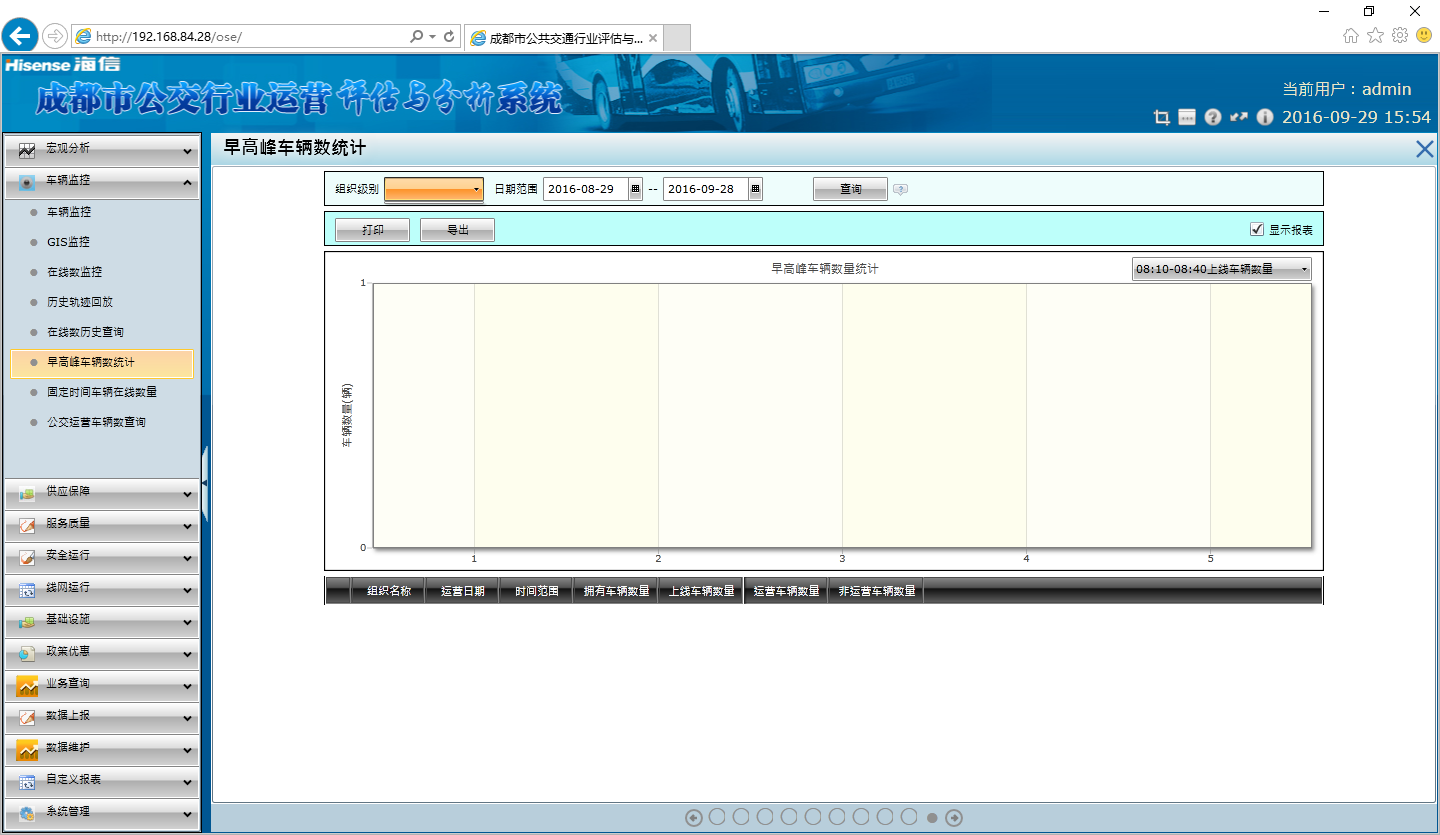 http://192.168.84.28/ose/
成都市公共交通行业评估与...
Hisense 海信
成都市公交行业运营评估与分析系统
当前用户：admin
2016-09-29 15:54
宏观分析
车辆监控
车辆监控
GIS监控
在线数监控
历史轨迹回放
在线数历史查询
早高峰车辆数统计
固定时间车辆在线数量
公交运营车辆数查询
供应保障
服务质量
安全运行
线网运行
基础设施
政策优惠
业务查询
数据上报
数据维护
自定义报表
系统管理
早高峰车辆数统计
组织级别 日期范围 2016-08-29 -- 2016-09-28 查询
打印 导出 显示报表
早高峰车辆数量统计
08:10-08:40上线车辆数量
车辆数量(辆)
1
0
1 2 3 4 5
组织名称 运营日期 时间范围 拥有车辆数量 上线车辆数量 运营车辆数量 非运营车辆数量